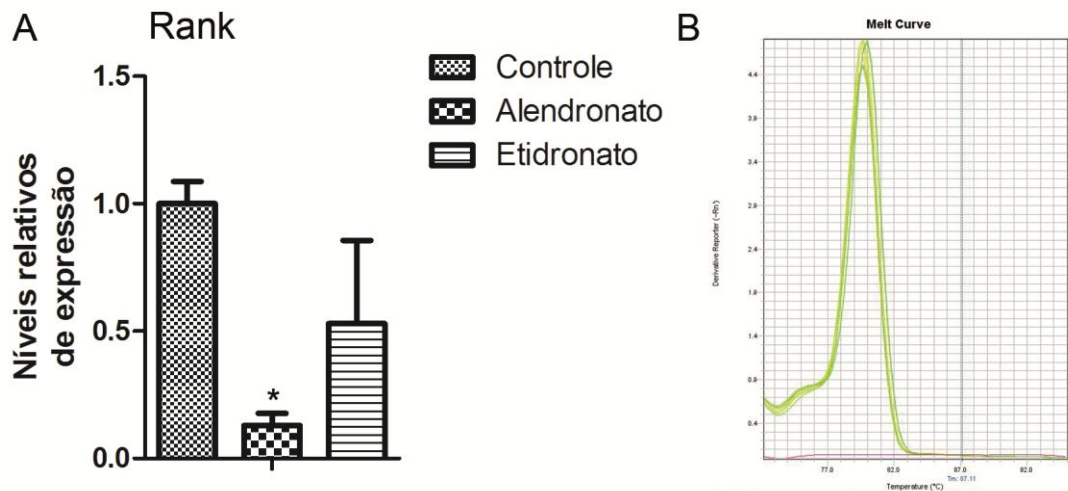 A
Rank
Níveis relativos
de expressão
1.5
1.0
0.5
0.0
*
Controle
Alendronato
Etidronato
B
Melt Curve
Derivative Reporter (-Rn)
4.4
3.8
3.4
2.8
2.4
1.8
1.4
0.8
0.4
77.0
82.0
87.0
92.0
Tm: 87.11
Temperature (°C)